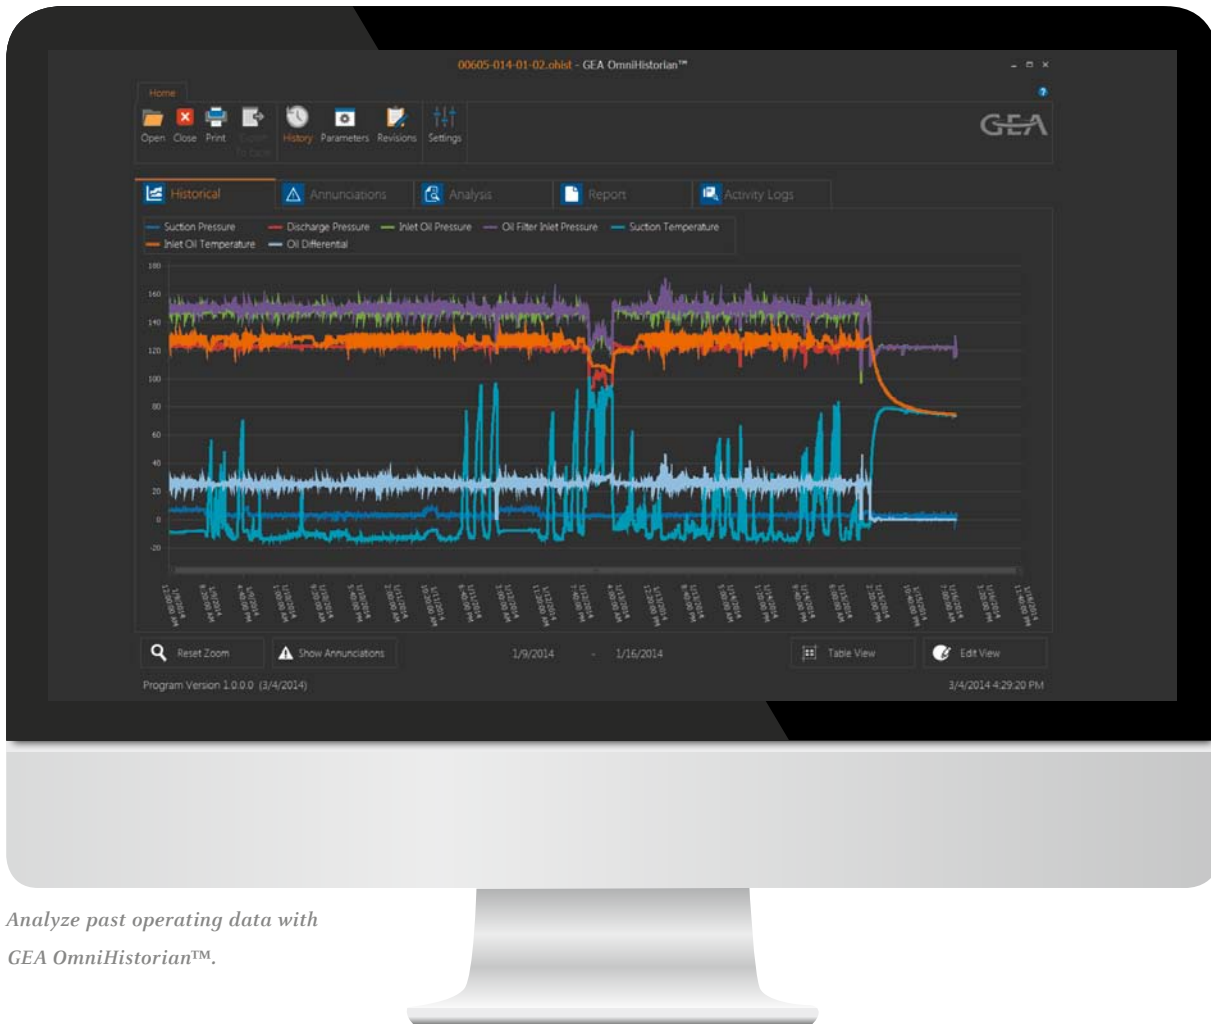 00605-014-01-02.ohist - GEA OmniHistorian™
Home
Open Close Print Export History Parameters Revisions Settings
To Excel
GEA
Historical Annunciations Analysis Report Activity Logs
Suction Pressure Discharge Pressure Inlet Oil Pressure Oil Filter Inlet Pressure Suction Temperature
Inlet Oil Temperature Oil Differential
180
160
140
120
100
80
60
40
20
0
-20
Reset Zoom Show Annunciations 1/9/2014 - 1/16/2014 Table View Edit View
Program Version 1.0.0.0 (3/4/2014) 3/4/2014 4:29:20 PM
Analyze past operating data with
GEA OmniHistorian™.